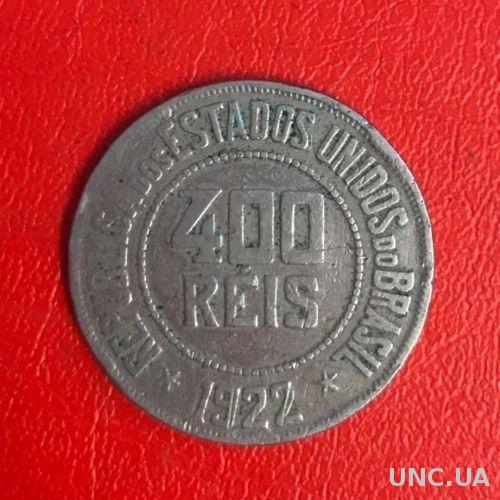 REPUBLICA DOS ESTADOS UNIDOS DO BRASIL
400
REIS
* 1922 *
UNC.UA